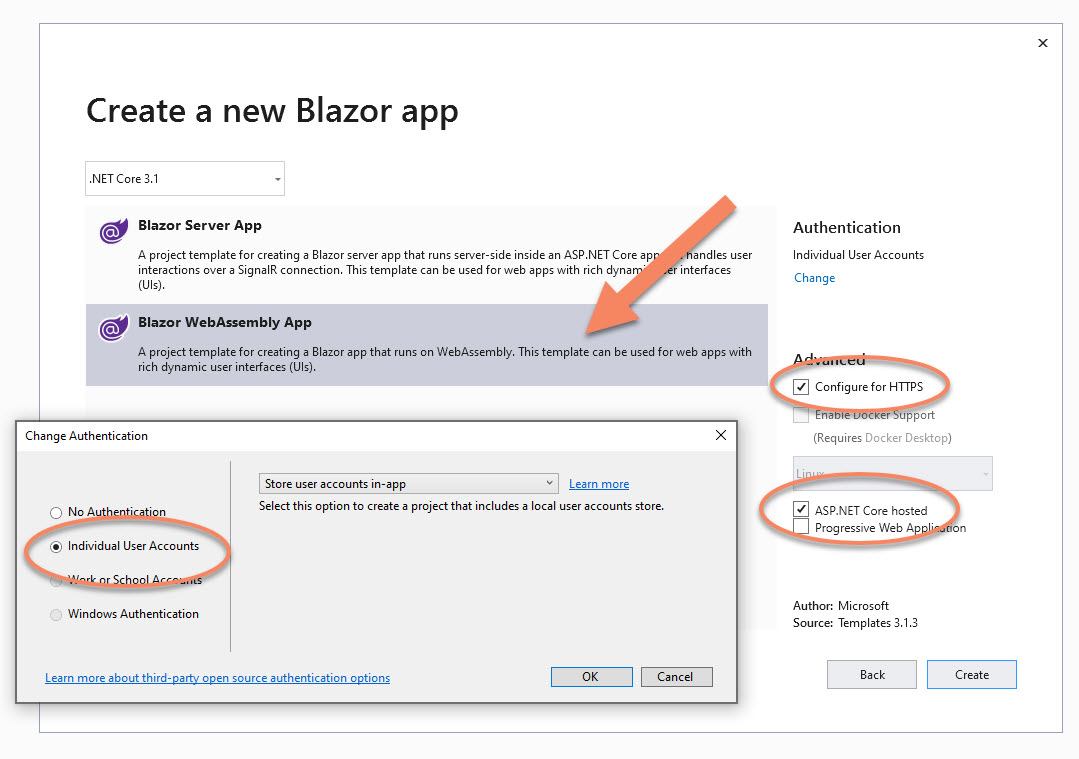 Create a new Blazor app
.NET Core 3.1
Blazor Server App
A project template for creating a Blazor server app that runs server-side inside an ASP.NET Core app handles user
interactions over a SignalR connection. This template can be used for web apps with rich dynamic user interfaces
(UIs).
Blazor WebAssembly App
A project template for creating a Blazor app that runs on WebAssembly. This template can be used for web apps with
rich dynamic user interfaces (UIs).
Authentication
Individual User Accounts
Change
Advanced
Configure for HTTPS
Enable Docker Support
(Requires Docker Desktop)
Linux
ASP.NET Core hosted
Progressive Web Application
Author: Microsoft
Source: Templates 3.1.3
Back
Create
Change Authentication
No Authentication
Individual User Accounts
Work or School Accounts
Windows Authentication
Store user accounts in-app
Learn more
Select this option to create a project that includes a local user accounts store.
Learn more about third-party open source authentication options
OK
Cancel